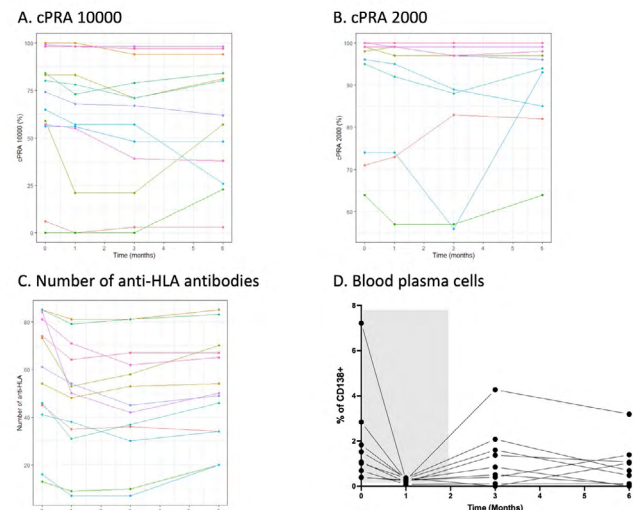 A. cPRA 10000
B. cPRA 2000
cPRA 10000 (%)
100
75
50
25
0
0 1 2 3 4 5 6
Time (months)
cPRA 2000 (%)
100
90
80
70
60
0 1 2 3 4 5 6
Time (months)
C. Number of anti-HLA antibodies
D. Blood plasma cells
Number of anti-HLA
80
60
40
20
% of CD138+
8
6
4
2
0
0 1 2 3 4 5 6
Time (Months)